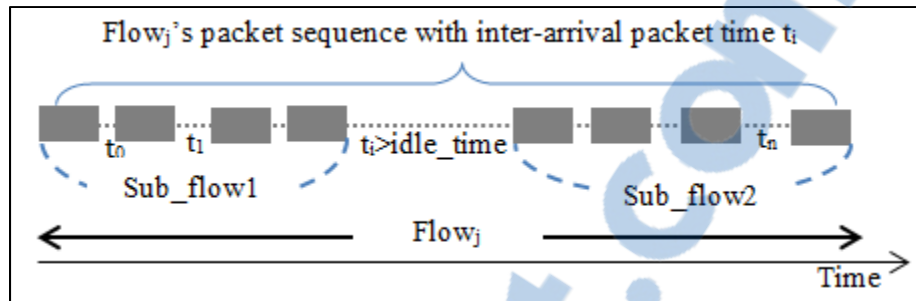 Flowj's packet sequence with inter-arrival packet time ti
t0 t1 ti>idle_time tn
Sub_flow1 Sub_flow2
Flowj
Time